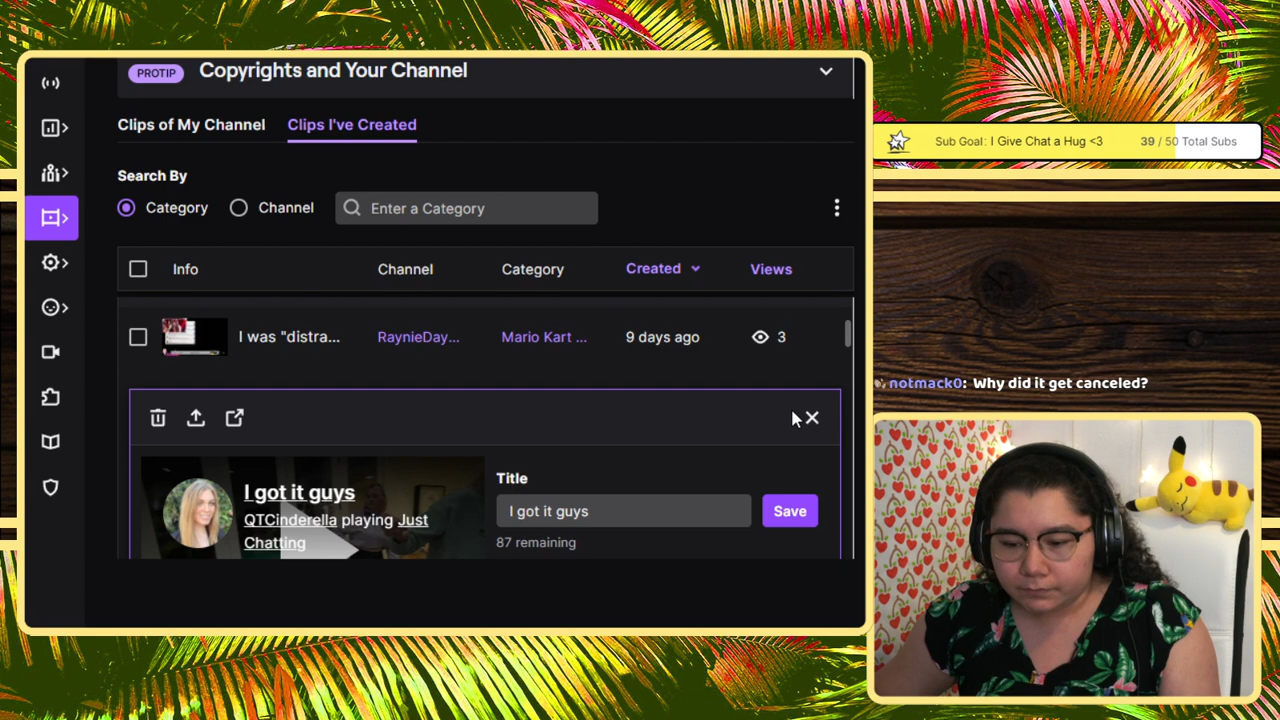 PROTIP Copyrights and Your Channel
Clips of My Channel Clips I've Created
Search By
Category Channel Enter a Category
Info Channel Category Created Views
I was "distra... RaynieDay... Mario Kart ... 9 days ago 3
I got it guys
QTCinderella playing Just
Chatting
Title
I got it guys Save
87 remaining
Sub Goal: I Give Chat a Hug <3 39 / 50 Total Subs
notmack0: Why did it get canceled?